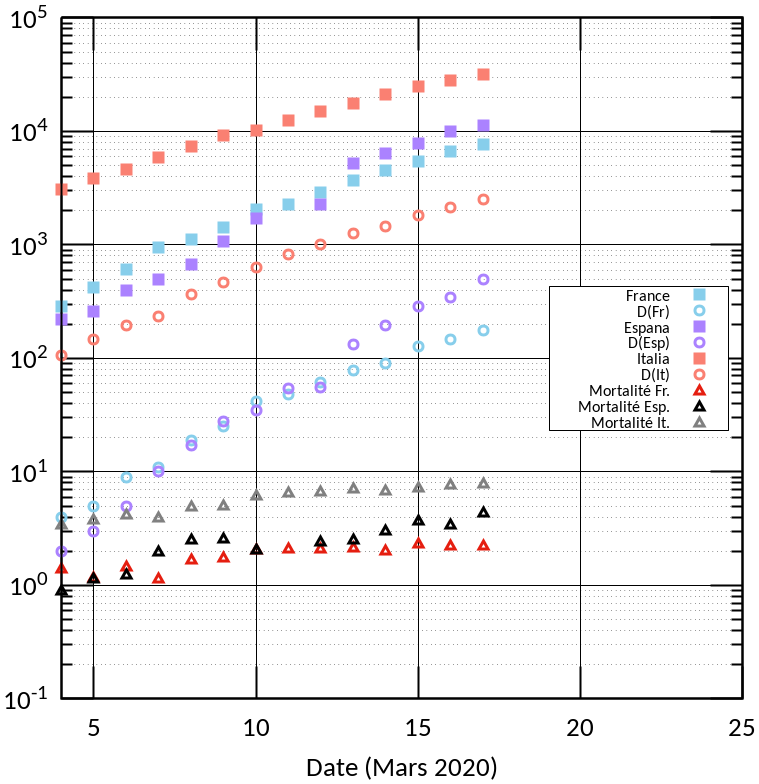 10^5
10^4
10^3
10^2
10^1
10^0
10^-1
France
D(Fr)
Espana
D(Esp)
Italia
D(It)
Mortalité Fr.
Mortalité Esp.
Mortalité It.
5 10 15 20 25
Date (Mars 2020)